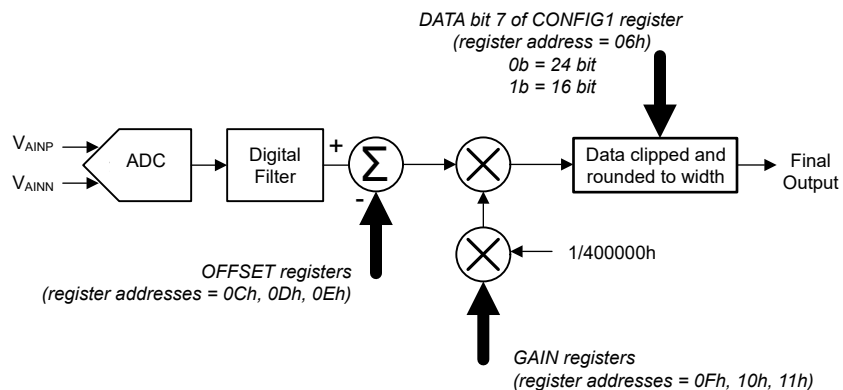 DATA bit 7 of CONFIG1 register
(register address = 06h)
0b = 24 bit
1b = 16 bit
V_AINP
V_AINN
ADC
Digital
Filter
+
-
Σ
×
Data clipped and
rounded to width
Final
Output
×
1/400000h
OFFSET registers
(register addresses = 0Ch, 0Dh, 0Eh)
GAIN registers
(register addresses = 0Fh, 10h, 11h)